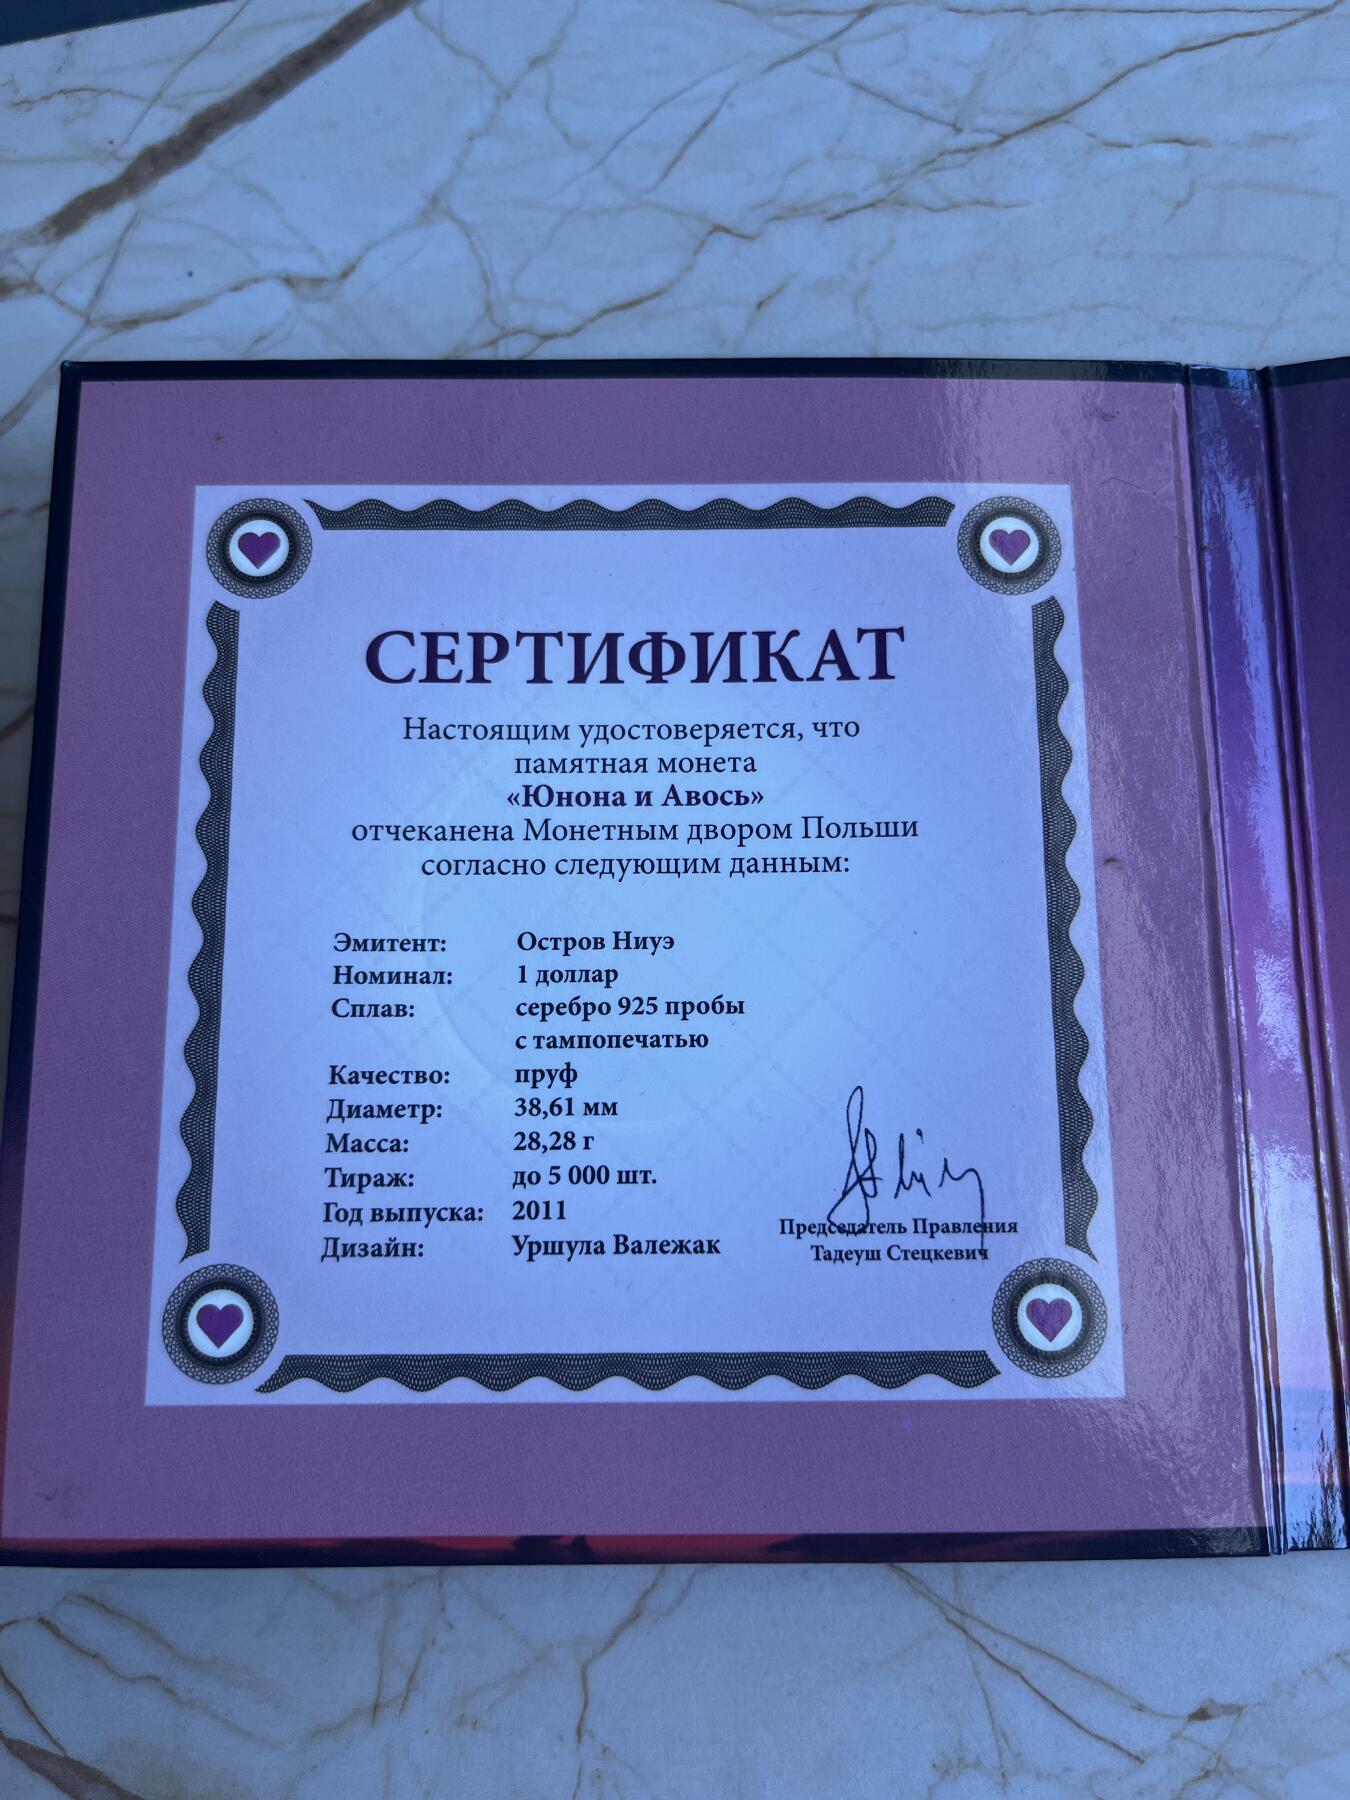 СЕРТИФИКАТ
Настоящим удостоверяется, что
памятная монета
«Юнона и Авось»
отчеканена Монетным двором Польши
согласно следующим данным:
Эмитент: Остров Ниуэ
Номинал: 1 доллар
Сплав: серебро 925 пробы
с тампопечатью
Качество: пруф
Диаметр: 38,61 мм
Масса: 28,28 г
Тираж: до 5 000 шт.
Год выпуска: 2011
Дизайн: Уршула Валежак
Председатель Правления
Тадеуш Стецкевич